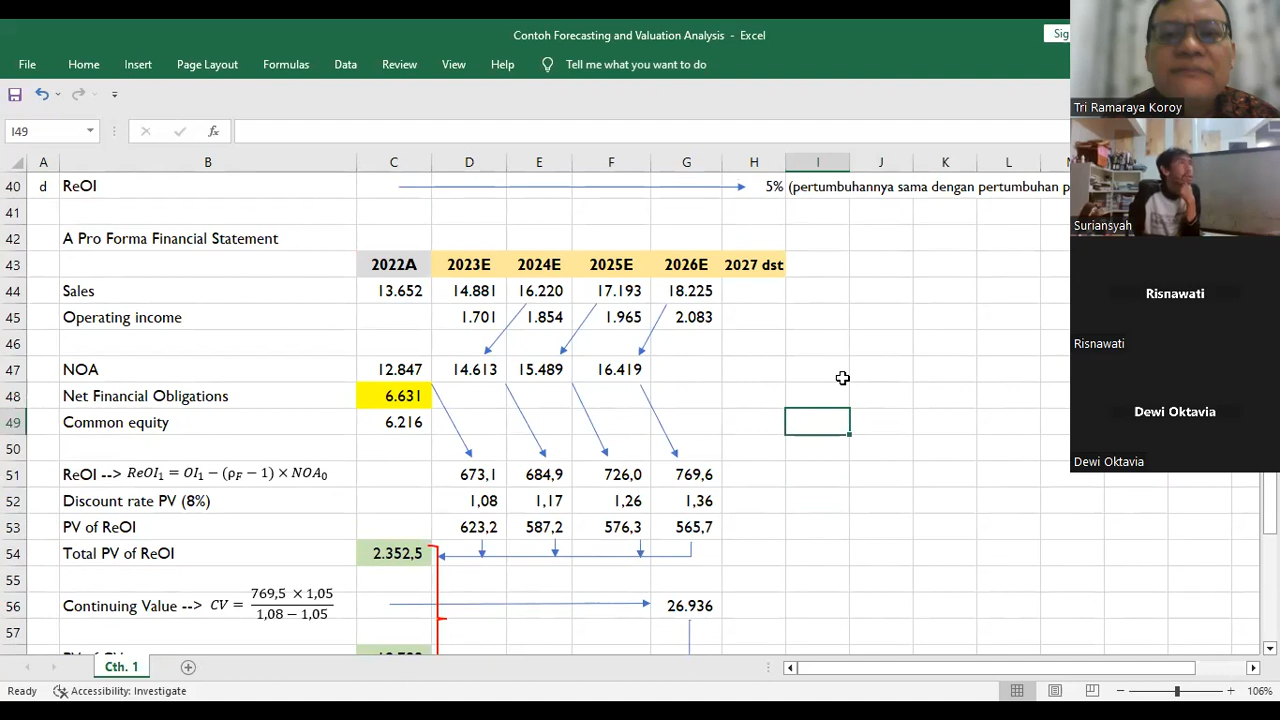 Contoh Forecasting and Valuation Analysis - Excel
File Home Insert Page Layout Formulas Data Review View Help Tell me what you want to do
I49 fx
A B C D E F G H I J K L
40 d ReOI 5% (pertumbuhannya sama dengan pertumbuhan p
41
42 A Pro Forma Financial Statement
43 2022A 2023E 2024E 2025E 2026E 2027 dst
44 Sales 13.652 14.881 16.220 17.193 18.225
45 Operating income 1.701 1.854 1.965 2.083
46
47 NOA 12.847 14.613 15.489 16.419
48 Net Financial Obligations 6.631
49 Common equity 6.216
50
51 ReOI --> ReOI₁ = OI₁ − (ρF − 1) × NOA₀ 673,1 684,9 726,0 769,6
52 Discount rate PV (8%) 1,08 1,17 1,26 1,36
53 PV of ReOI 623,2 587,2 576,3 565,7
54 Total PV of ReOI 2.352,5
55
56 Continuing Value --> CV = 769,5 × 1,05 / 1,08 − 1,05 26.936
57
Cth. 1
Ready Accessibility: Investigate 106%
Sig
Tri Ramaraya Koroy
Suriansyah
Risnawati
Risnawati
Dewi Oktavia
Dewi Oktavia